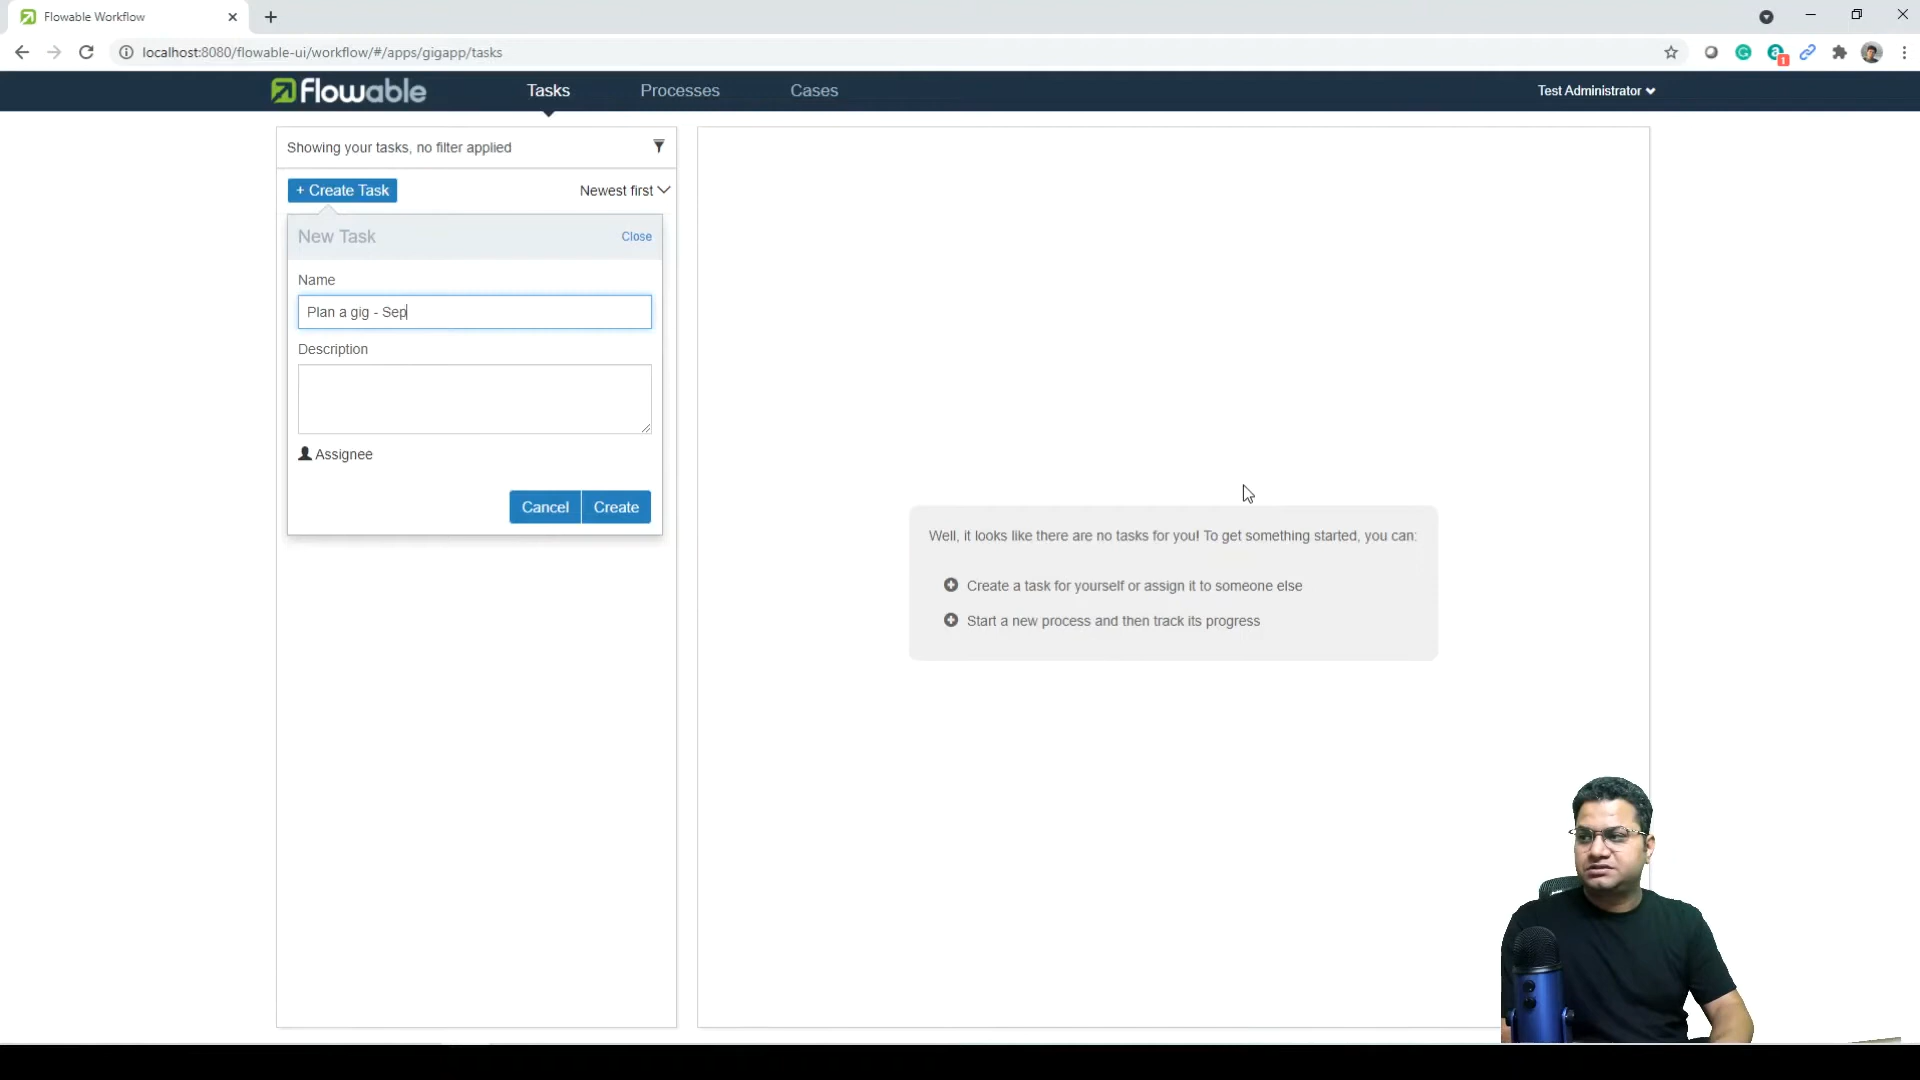 Flowable Workflow
localhost:8080/flowable-ui/workflow/#/apps/gigapp/tasks
1
flowable
Tasks
Processes
Cases
Test Administrator
Showing your tasks, no filter applied
+ Create Task
Newest first
New Task
Close
Name
Plan a gig - Sep
Description
Assignee
Cancel
Create
Well, it looks like there are no tasks for you! To get something started, you can:
Create a task for yourself or assign it to someone else
Start a new process and then track its progress